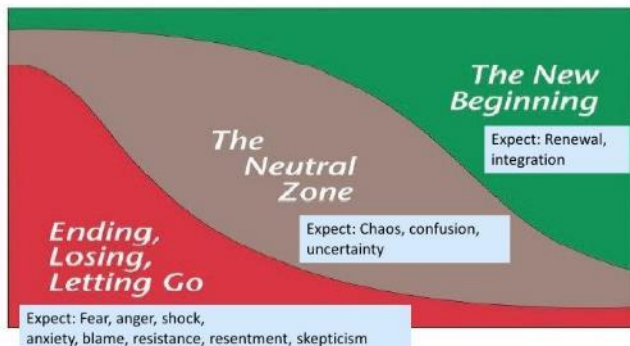 The New
Beginning
Expect: Renewal,
integration
The
Neutral
Zone
Expect: Chaos, confusion,
uncertainty
Ending,
Losing,
Letting Go
Expect: Fear, anger, shock,
anxiety, blame, resistance, resentment, skepticism